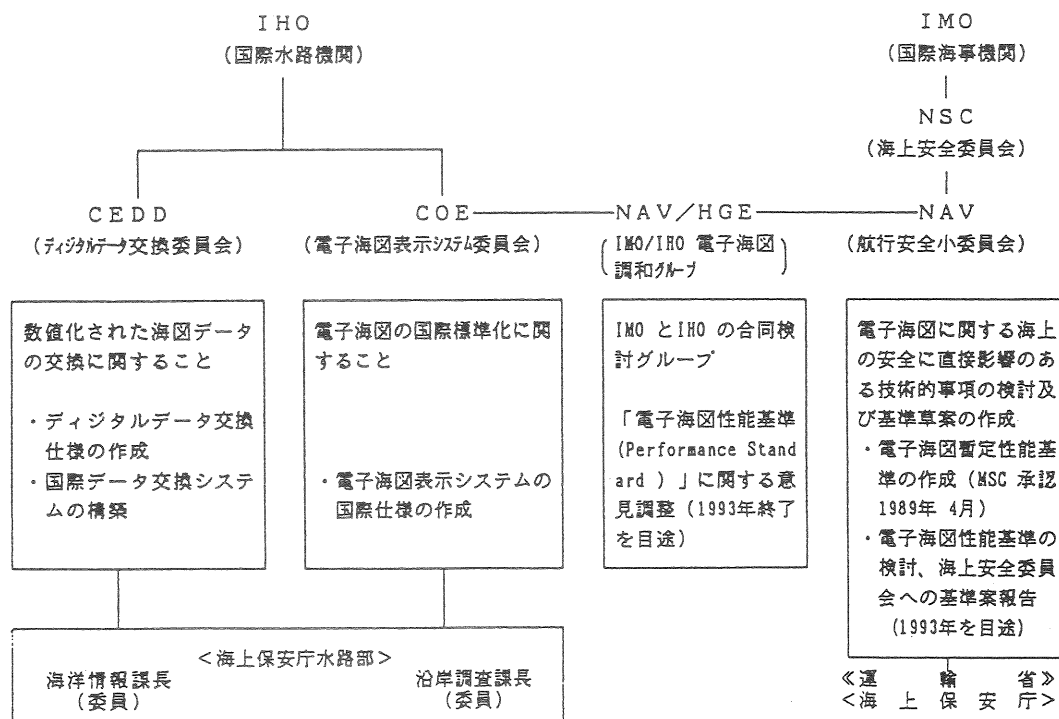 IHO
(国際水路機関)
IMO
(国際海事機関)
NSC
(海上安全委員会)
CEDD
(ディジタルデータ交換委員会)
COE
(電子海図表示システム委員会)
NAV/HGE
(IMO/IHO 電子海図
調和グループ)
NAV
(航行安全小委員会)
数値化された海図データ
の交換に関すること
・ディジタルデータ交換
仕様の作成
・国際データ交換システ
ムの構築
電子海図の国際標準化に関
すること
・電子海図表示システムの
国際仕様の作成
IMO とIHO の合同検
討グループ
「電子海図性能基準
(Performance Stand
ard )」に関する意
見調整(1993年終了
を目途)
電子海図に関する海上
の安全に直接影響のあ
る技術的事項の検討及
び基準草案の作成
・電子海図暫定性能基
準の作成(MSC 承認
1989年 4月)
・電子海図性能基準の
検討、海上安全委員
会への基準案報告
(1993年を目途)
<海上保安庁水路部>
海洋情報課長
(委員)
沿岸調査課長
(委員)
≪運輸省≫
<海上保安庁>